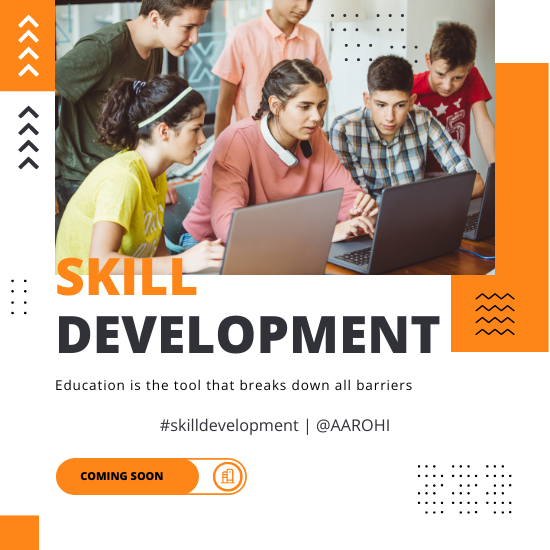 SKILL
DEVELOPMENT
Education is the tool that breaks down all barriers
#skilldevelopment | @AAROHI
COMING SOON